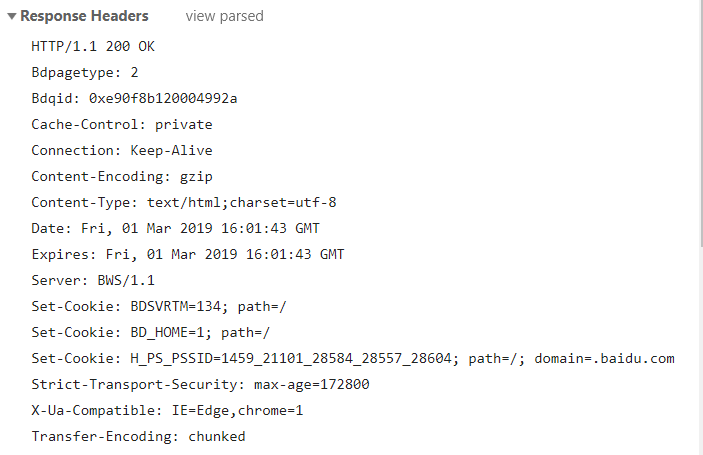 Response Headers view parsed
HTTP/1.1 200 OK
Bdpagetype: 2
Bdqid: 0xe90f8b120004992a
Cache-Control: private
Connection: Keep-Alive
Content-Encoding: gzip
Content-Type: text/html;charset=utf-8
Date: Fri, 01 Mar 2019 16:01:43 GMT
Expires: Fri, 01 Mar 2019 16:01:43 GMT
Server: BWS/1.1
Set-Cookie: BDSVRTM=134; path=/
Set-Cookie: BD_HOME=1; path=/
Set-Cookie: H_PS_PSSID=1459_21101_28584_28557_28604; path=/; domain=.baidu.com
Strict-Transport-Security: max-age=172800
X-Ua-Compatible: IE=Edge,chrome=1
Transfer-Encoding: chunked